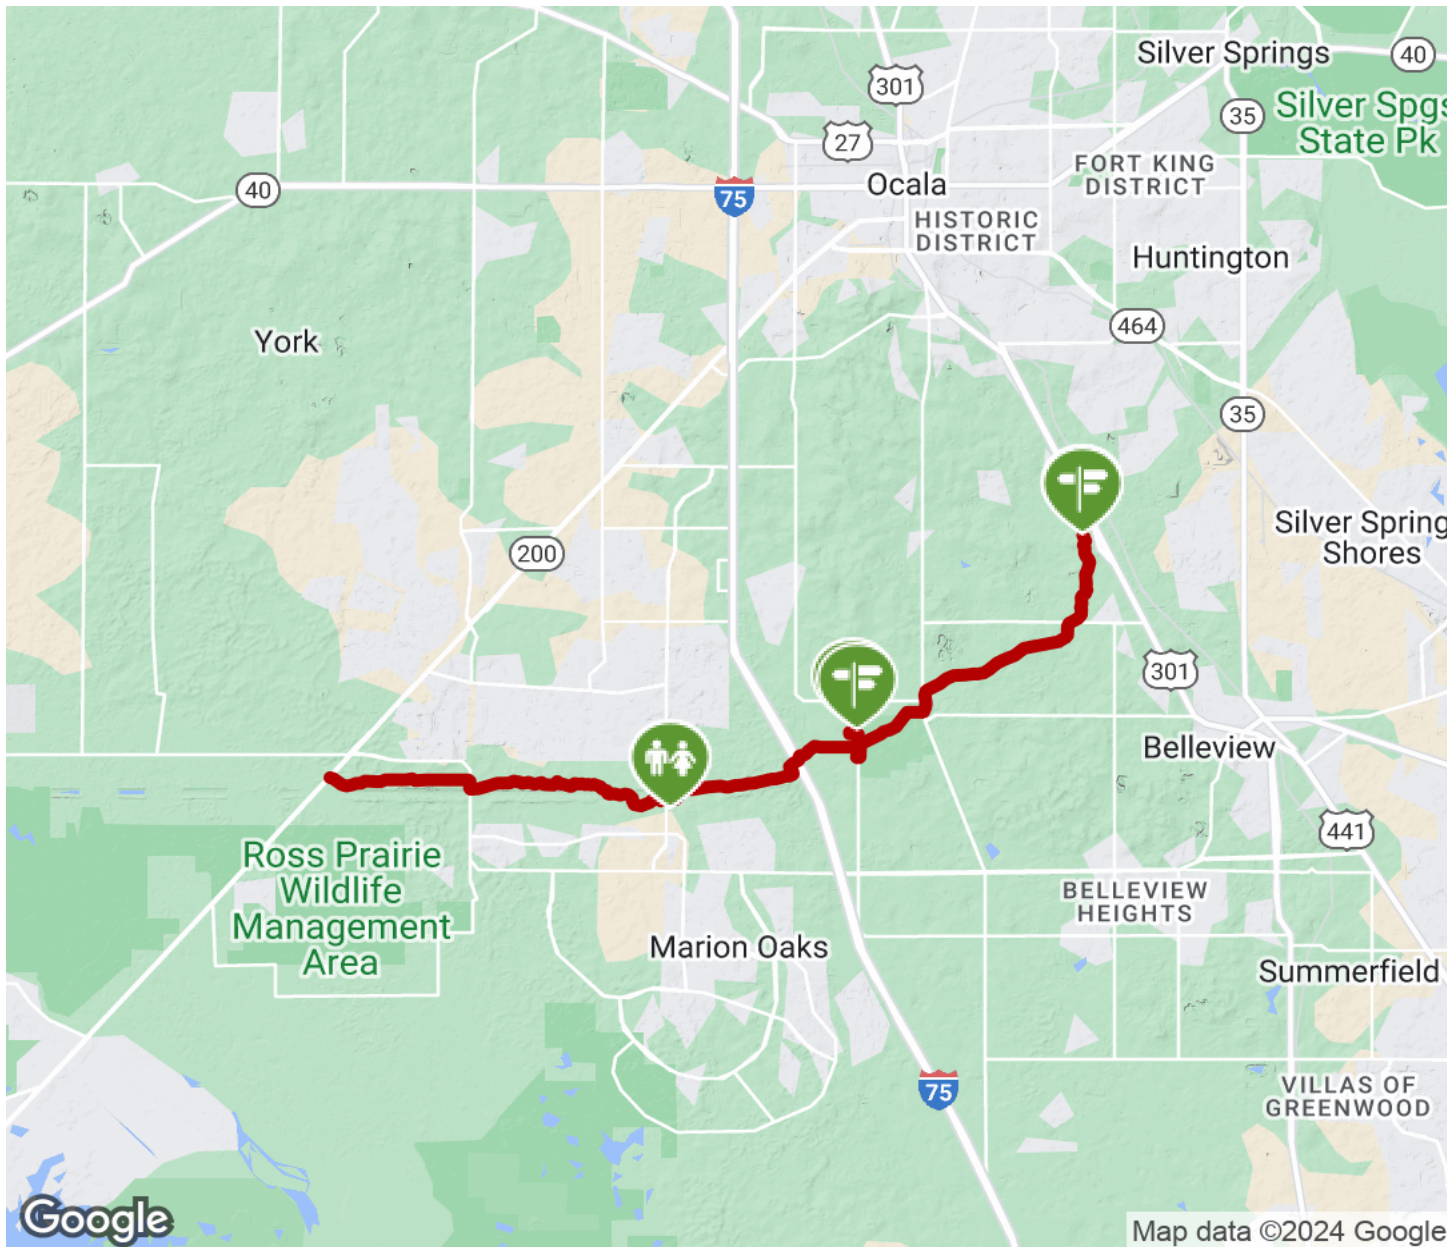 Silver Springs
40
301
Silver Spgs
State Pk
35
27
FORT KING
DISTRICT
Ocala
40
75
HISTORIC
DISTRICT
Huntington
464
York
35
Silver Spring
Shores
200
301
Belleview
441
Ross Prairie
Wildlife
Management
Area
BELLEVIEW
HEIGHTS
Marion Oaks
Summerfield
75
VILLAS OF
GREENWOOD
Google
Map data ©2024 Google